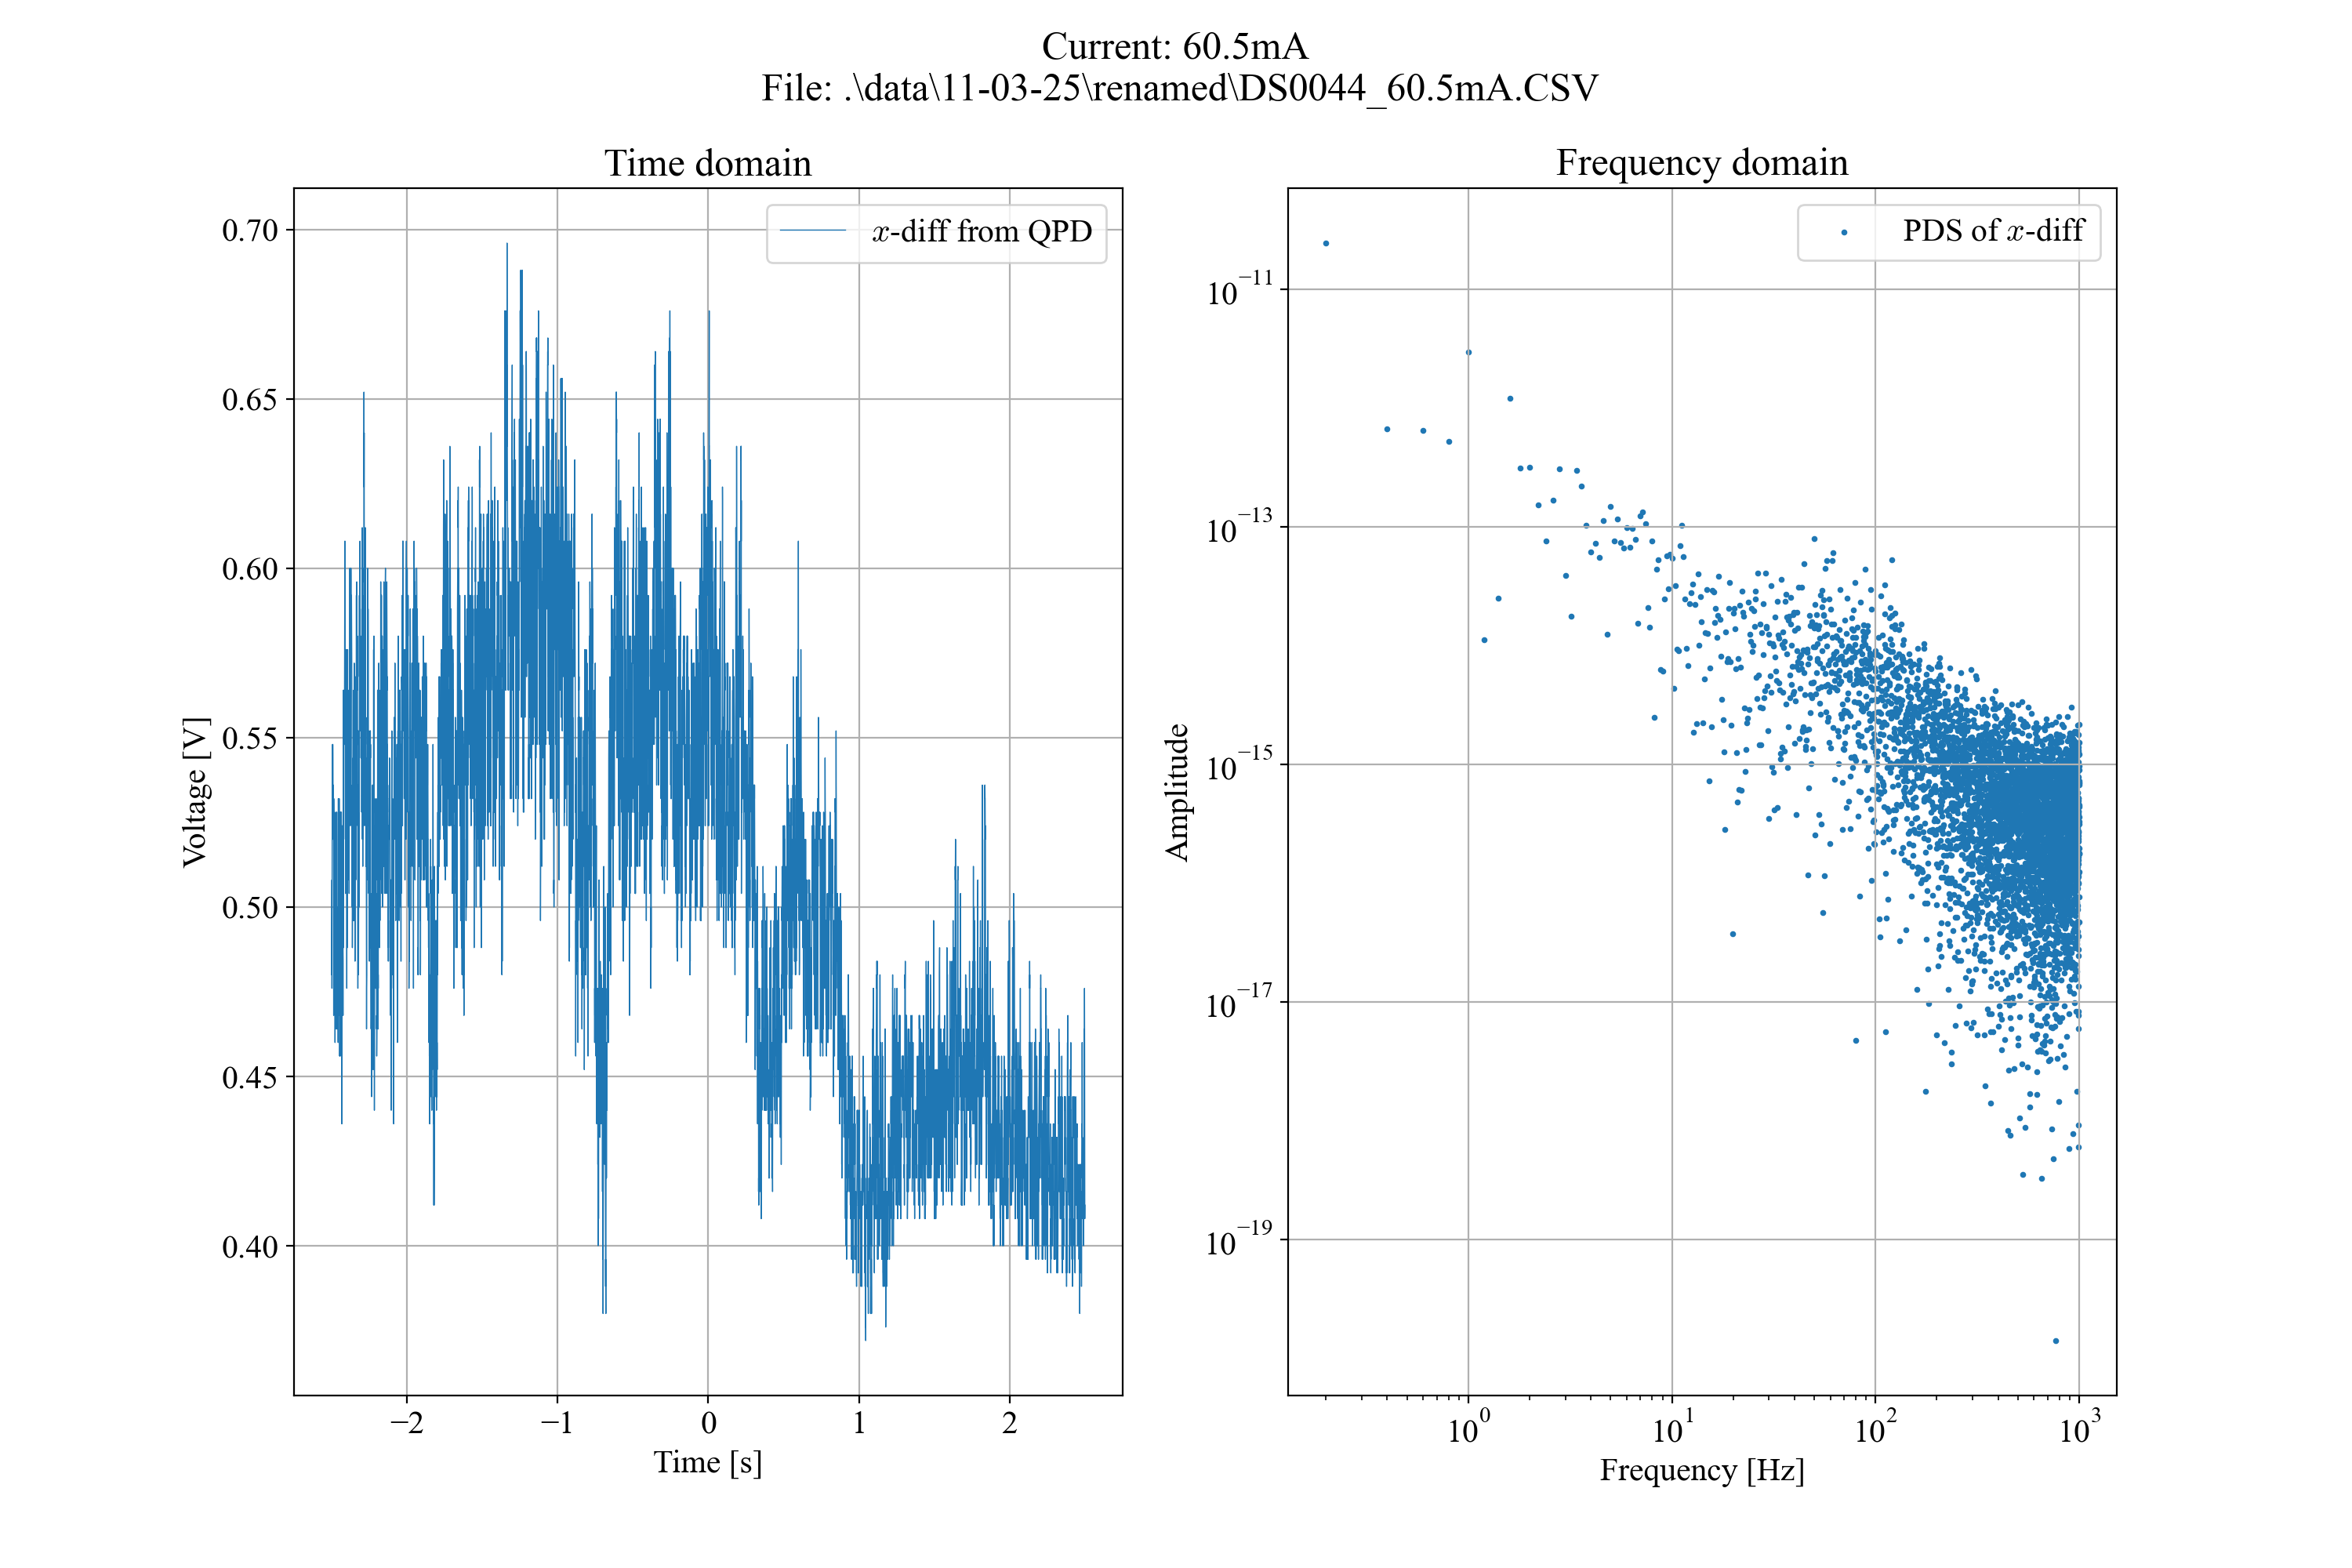 Current: 60.5mA
File: .\data\11-03-25\renamed\DS0044_60.5mA.CSV
Time domain
x-diff from QPD
0.70
0.65
0.60
0.55
0.50
0.45
0.40
Voltage [V]
−2
−1
0
1
2
Time [s]
Frequency domain
PDS of x-diff
10⁻¹¹
10⁻¹³
10⁻¹⁵
10⁻¹⁷
10⁻¹⁹
Amplitude
10⁰
10¹
10²
10³
Frequency [Hz]